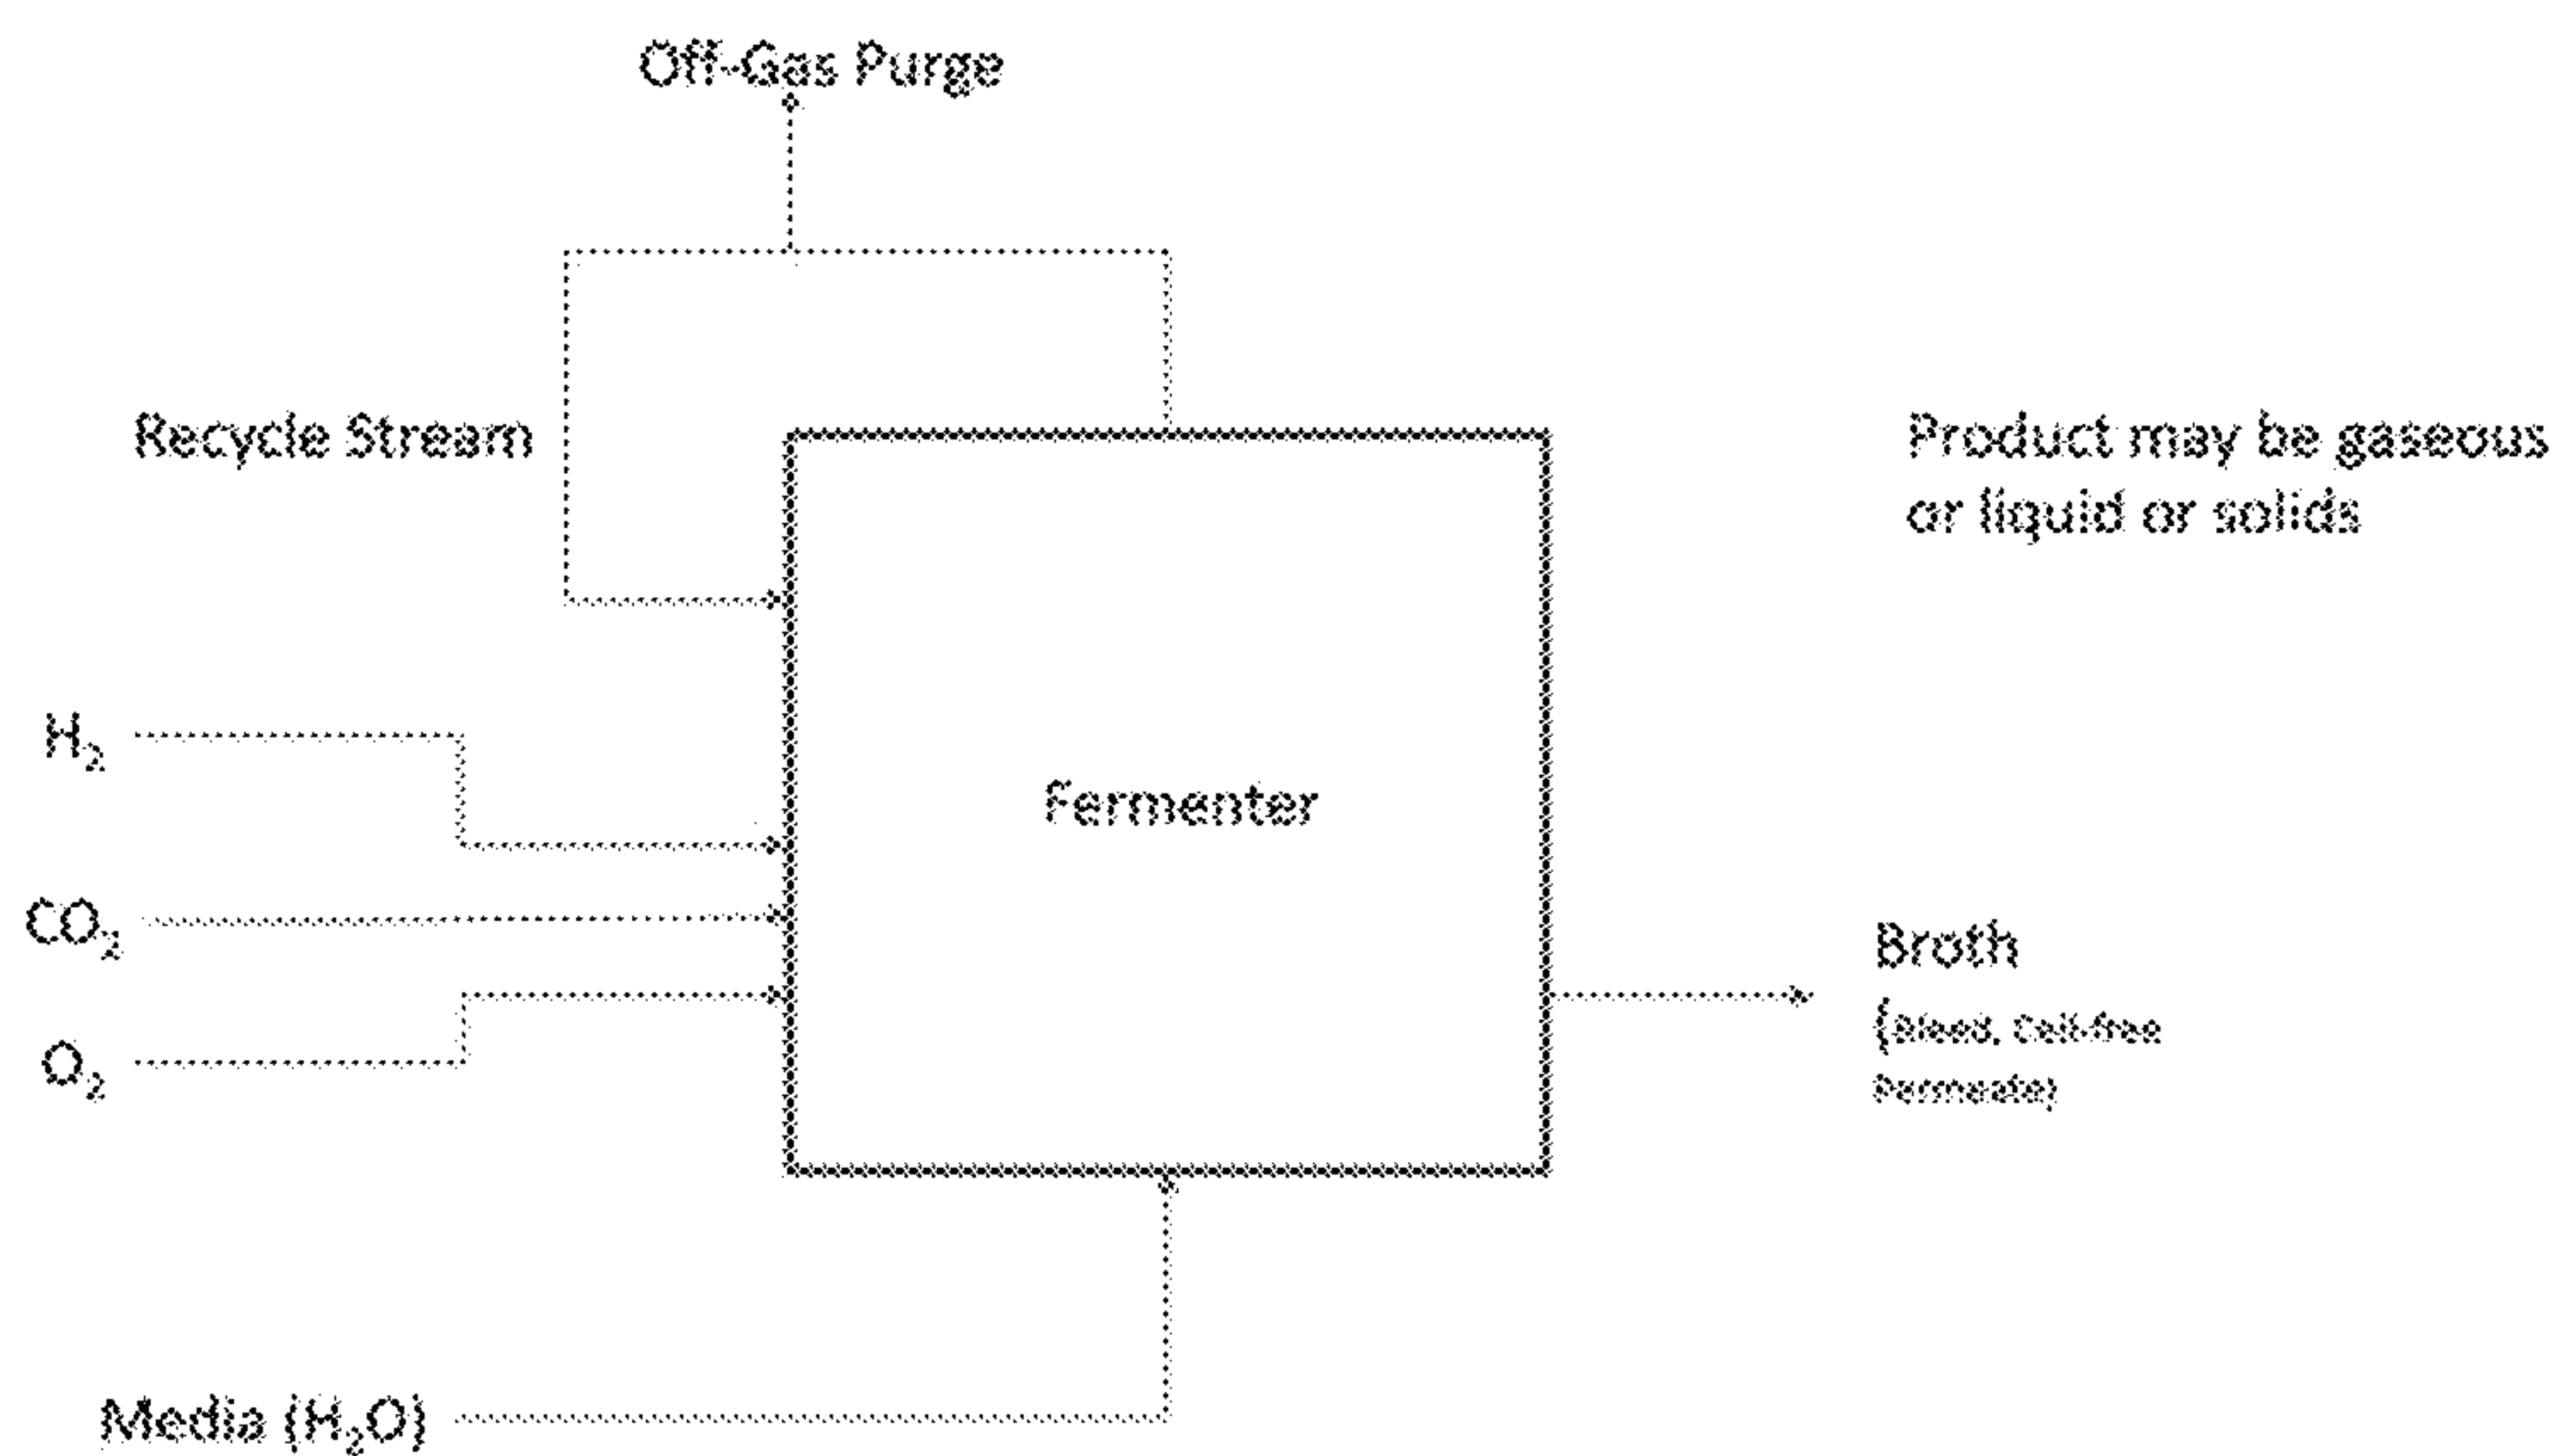 Off-Gas Purge
Recycle Stream
Product may be gaseous
or liquid or solids
H₂
Fermenter
CO₂
Broth
(Bleed, Cell-free
Permeate)
O₂
Media (H₂O)